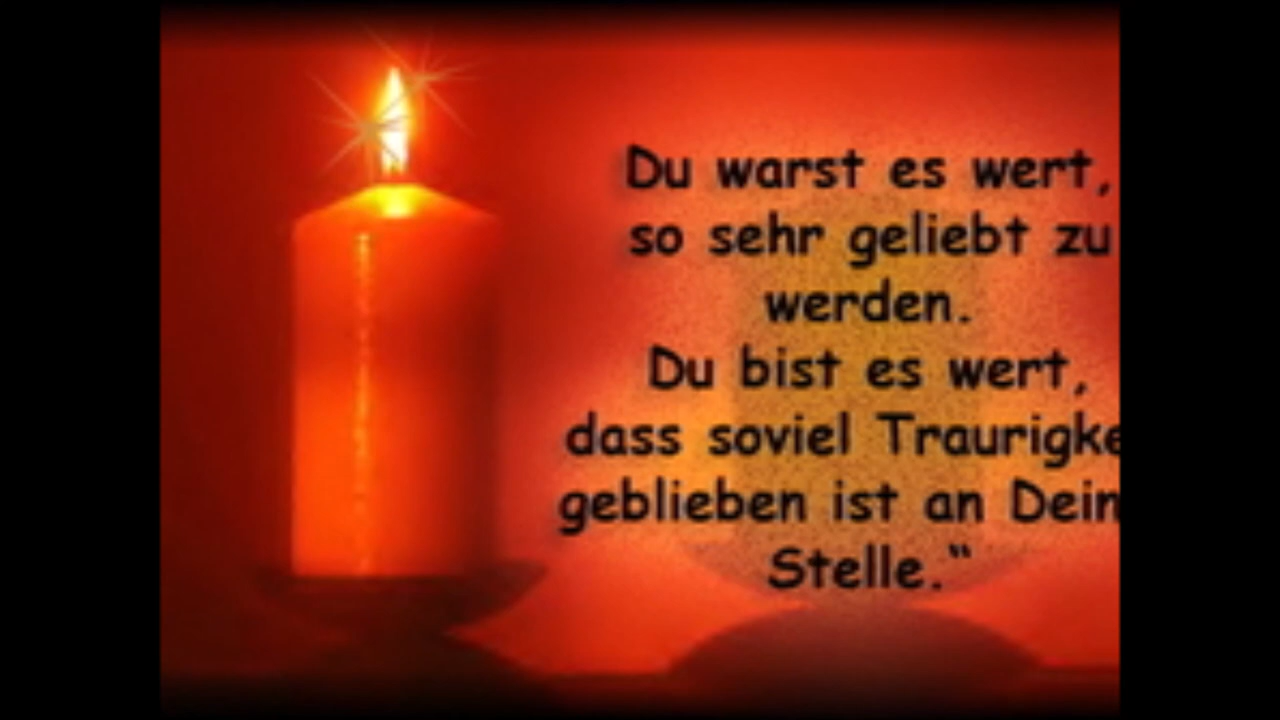 Du warst es wert,
so sehr geliebt zu
werden.
Du bist es wert,
dass soviel Traurigke
geblieben ist an Dein
Stelle.“